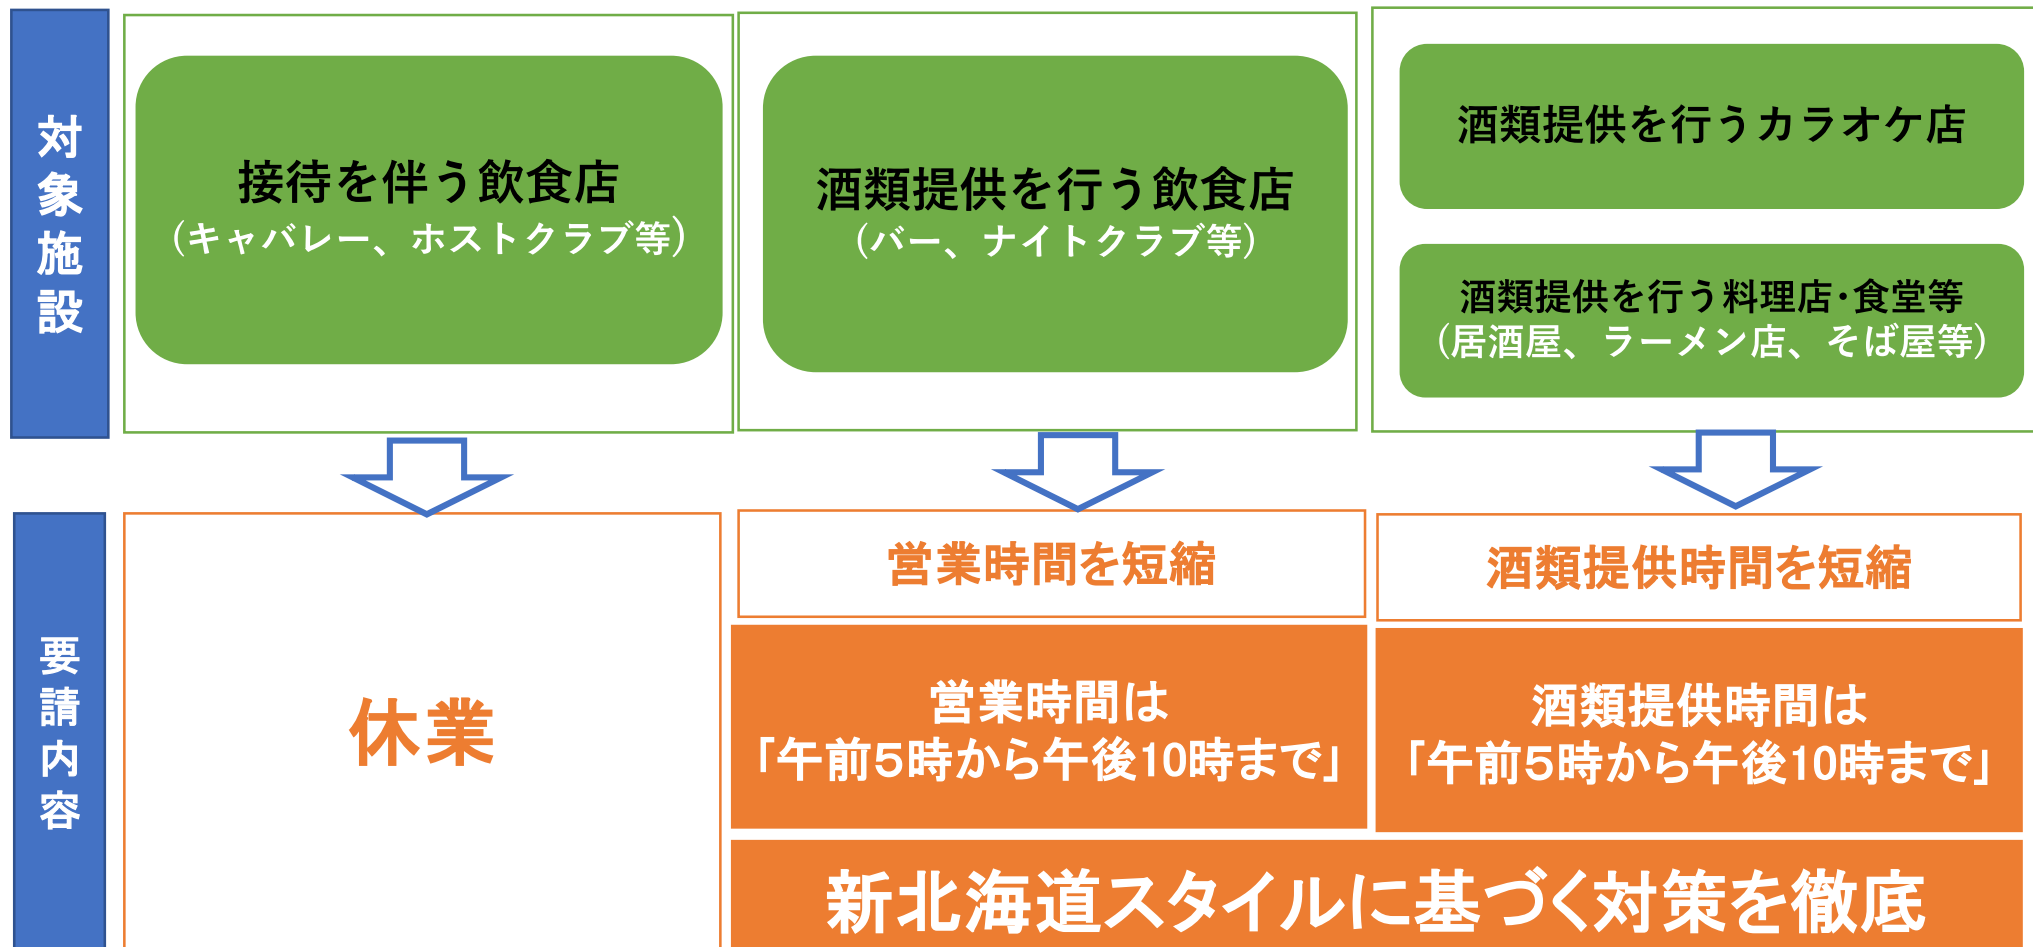 対象施設
接待を伴う飲食店
(キャバレー、ホストクラブ等)
酒類提供を行う飲食店
(バー、ナイトクラブ等)
酒類提供を行うカラオケ店
酒類提供を行う料理店・食堂等
(居酒屋、ラーメン店、そば屋等)
要請内容
休業
営業時間を短縮
営業時間は
「午前5時から午後10時まで」
酒類提供時間を短縮
酒類提供時間は
「午前5時から午後10時まで」
新北海道スタイルに基づく対策を徹底